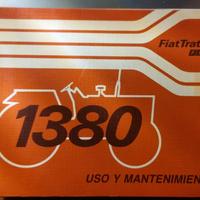 FiatTrat
1380
USO Y MANTENIMIEN